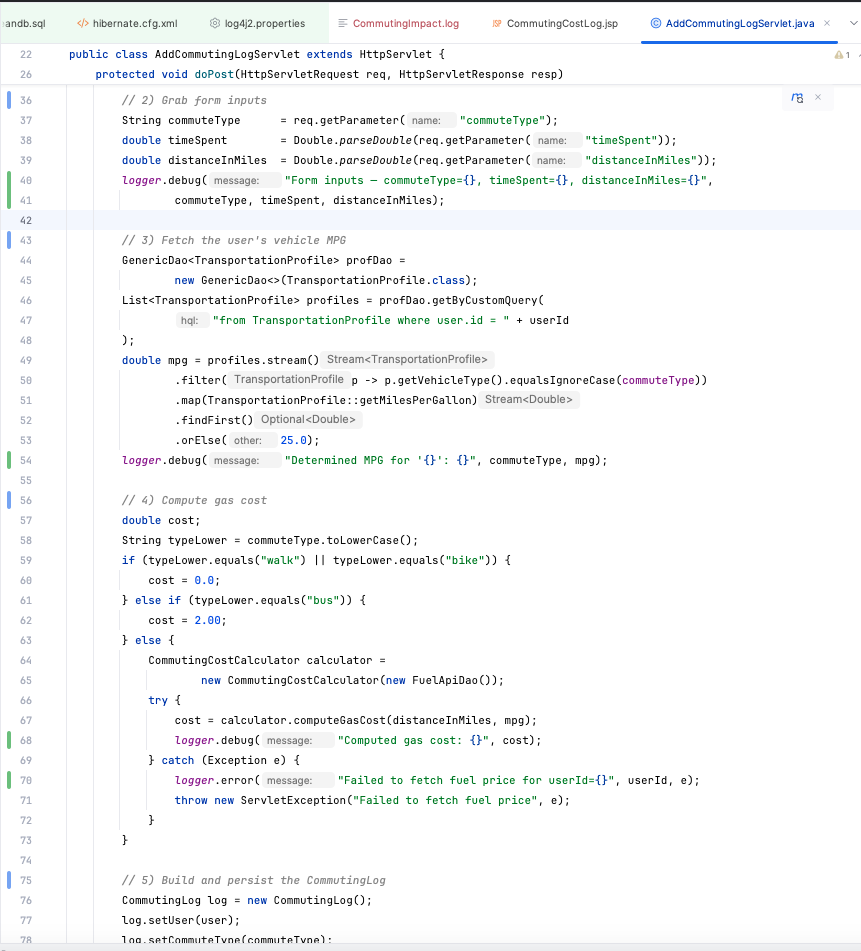 andb.sql </> hibernate.cfg.xml log4j2.properties CommutingImpact.log CommutingCostLog.jsp AddCommutingLogServlet.java ×
22 public class AddCommutingLogServlet extends HttpServlet { 1
26 protected void doPost(HttpServletRequest req, HttpServletResponse resp)
36 // 2) Grab form inputs
37 String commuteType = req.getParameter( name: "commuteType");
38 double timeSpent = Double.parseDouble(req.getParameter( name: "timeSpent"));
39 double distanceInMiles = Double.parseDouble(req.getParameter( name: "distanceInMiles"));
40 logger.debug( message: "Form inputs – commuteType={}, timeSpent={}, distanceInMiles={}",
41 commuteType, timeSpent, distanceInMiles);
42
43 // 3) Fetch the user's vehicle MPG
44 GenericDao<TransportationProfile> profDao =
45 new GenericDao<>(TransportationProfile.class);
46 List<TransportationProfile> profiles = profDao.getByCustomQuery(
47 hql: "from TransportationProfile where user.id = " + userId
48 );
49 double mpg = profiles.stream() Stream<TransportationProfile>
50 .filter( TransportationProfile p -> p.getVehicleType().equalsIgnoreCase(commuteType))
51 .map(TransportationProfile::getMilesPerGallon) Stream<Double>
52 .findFirst() Optional<Double>
53 .orElse( other: 25.0);
54 logger.debug( message: "Determined MPG for '{}': {}", commuteType, mpg);
55
56 // 4) Compute gas cost
57 double cost;
58 String typeLower = commuteType.toLowerCase();
59 if (typeLower.equals("walk") || typeLower.equals("bike")) {
60 cost = 0.0;
61 } else if (typeLower.equals("bus")) {
62 cost = 2.00;
63 } else {
64 CommutingCostCalculator calculator =
65 new CommutingCostCalculator(new FuelApiDao());
66 try {
67 cost = calculator.computeGasCost(distanceInMiles, mpg);
68 logger.debug( message: "Computed gas cost: {}", cost);
69 } catch (Exception e) {
70 logger.error( message: "Failed to fetch fuel price for userId={}", userId, e);
71 throw new ServletException("Failed to fetch fuel price", e);
72 }
73 }
74
75 // 5) Build and persist the CommutingLog
76 CommutingLog log = new CommutingLog();
77 log.setUser(user);
78 log.setCommuteType(commuteType);